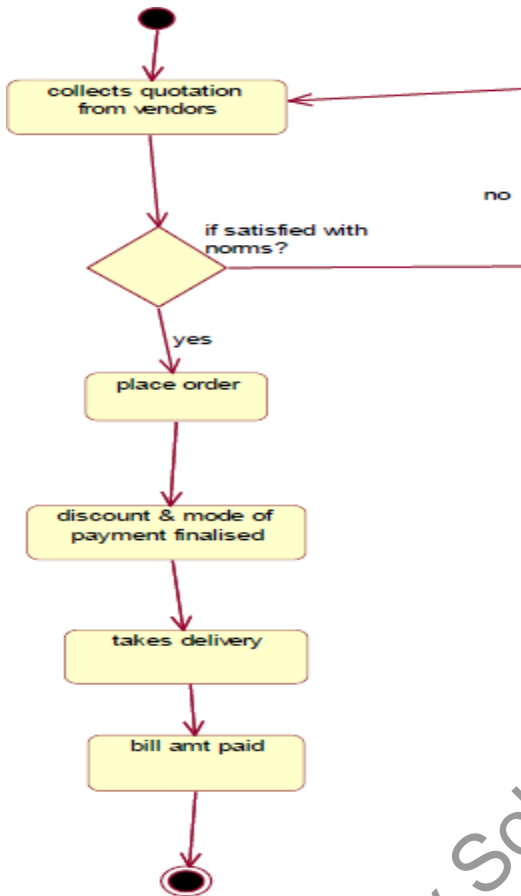 collects quotation
from vendors
no
if satisfied with
norms?
yes
place order
discount & mode of
payment finalised
takes delivery
bill amt paid